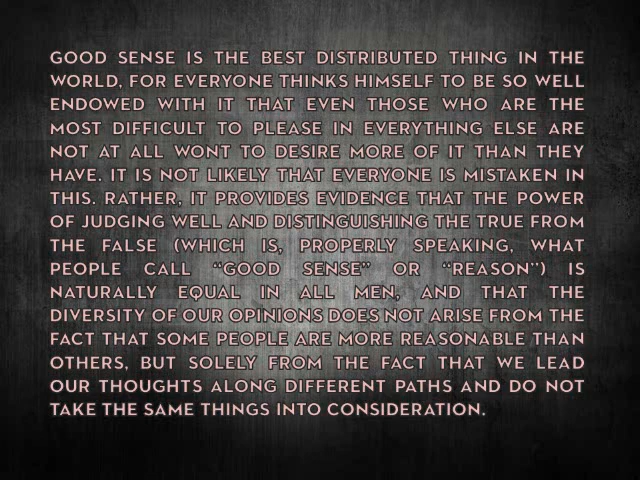 GOOD SENSE IS THE BEST DISTRIBUTED THING IN THE
WORLD, FOR EVERYONE THINKS HIMSELF TO BE SO WELL
ENDOWED WITH IT THAT EVEN THOSE WHO ARE THE
MOST DIFFICULT TO PLEASE IN EVERYTHING ELSE ARE
NOT AT ALL WONT TO DESIRE MORE OF IT THAN THEY
HAVE. IT IS NOT LIKELY THAT EVERYONE IS MISTAKEN IN
THIS. RATHER, IT PROVIDES EVIDENCE THAT THE POWER
OF JUDGING WELL AND DISTINGUISHING THE TRUE FROM
THE FALSE (WHICH IS, PROPERLY SPEAKING, WHAT
PEOPLE CALL “GOOD SENSE” OR “REASON”) IS
NATURALLY EQUAL IN ALL MEN, AND THAT THE
DIVERSITY OF OUR OPINIONS DOES NOT ARISE FROM THE
FACT THAT SOME PEOPLE ARE MORE REASONABLE THAN
OTHERS, BUT SOLELY FROM THE FACT THAT WE LEAD
OUR THOUGHTS ALONG DIFFERENT PATHS AND DO NOT
TAKE THE SAME THINGS INTO CONSIDERATION.